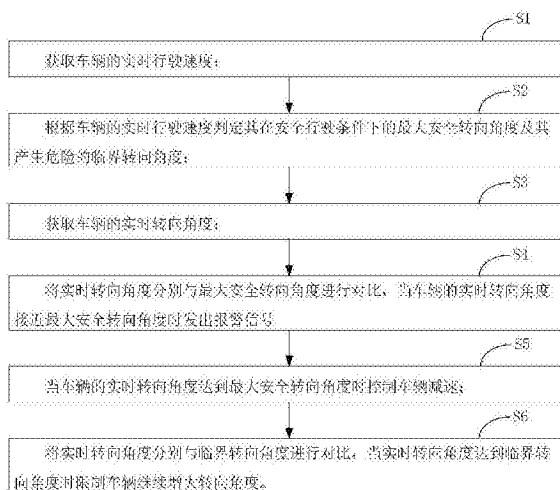 S1
获取车辆的实时行驶速度；
S2
根据车辆的实时行驶速度判定其在安全行驶条件下的最大安全转向角度及其
产生危险的临界转向角度；
S3
获取车辆的实时转向角度；
S4
将实时转向角度分别与最大安全转向角度进行对比，当车辆的实时转向角度
接近最大安全转向角度时发出报警信号
S5
当车辆的实时转向角度达到最大安全转向角度时控制车辆减速；
S6
将实时转向角度分别与临界转向角度进行对比，当实时转向角度达到临界转
向角度时限制车辆继续增大转向角度。